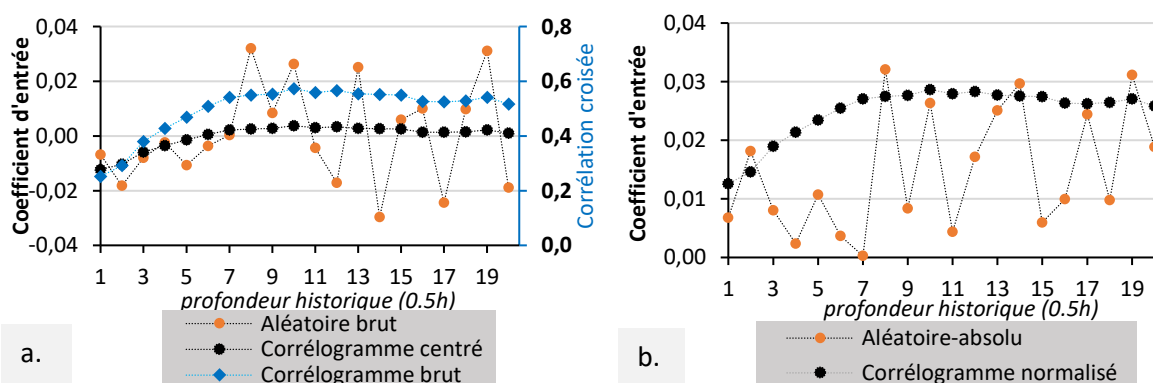 0,04
0,02
0,00
-0,02
-0,04
Coefficient d'entrée
0,8
0,6
0,4
0,2
0,0
Corrélation croisée
1 3 5 7 9 11 13 15 17 19
profondeur historique (0.5h)
a.
Aléatoire brut
Corrélogramme centré
Corrélogramme brut
0,04
0,03
0,02
0,01
0,00
Coefficient d'entrée
1 3 5 7 9 11 13 15 17 19
profondeur historique (0.5h)
b.
Aléatoire-absolu
Corrélogramme normalisé